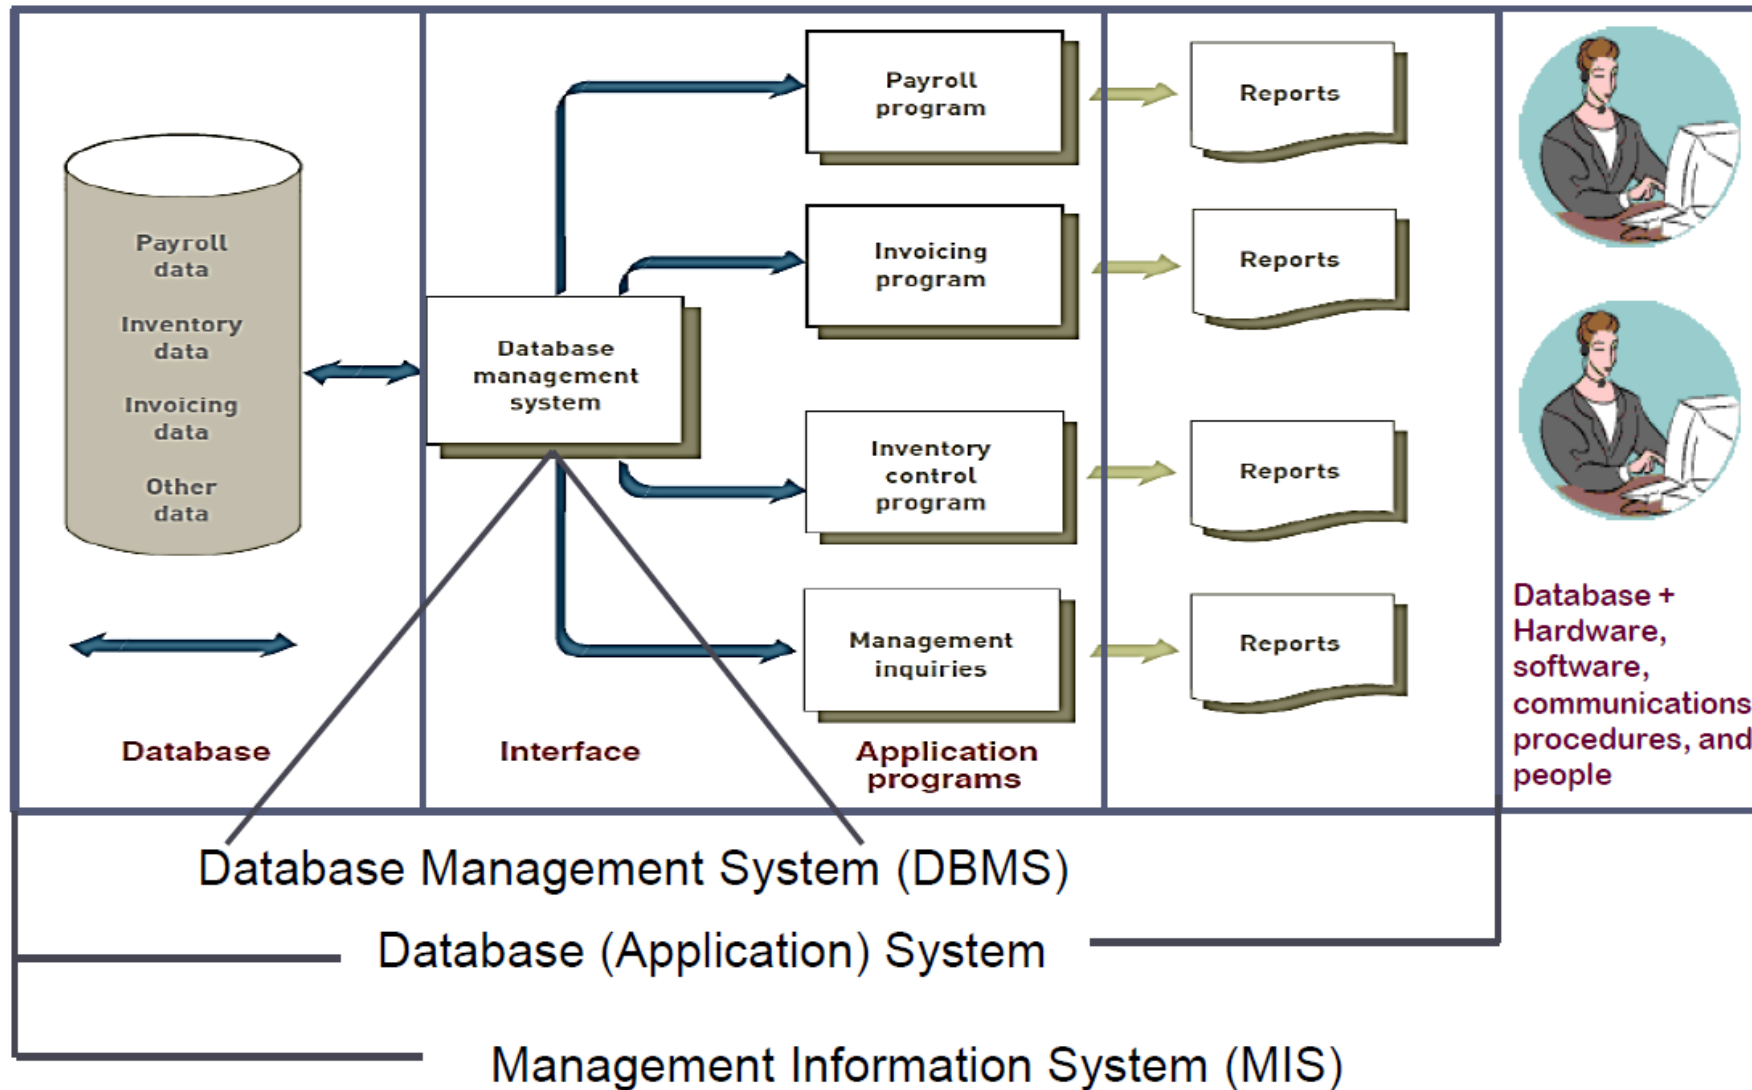 Payroll
data
Inventory
data
Invoicing
data
Other
data
Database
Database
management
system
Interface
Payroll
program
Invoicing
program
Inventory
control
program
Management
inquiries
Application
programs
Reports
Reports
Reports
Reports
Database +
Hardware,
software,
communications,
procedures, and
people
Database Management System (DBMS)
Database (Application) System
Management Information System (MIS)